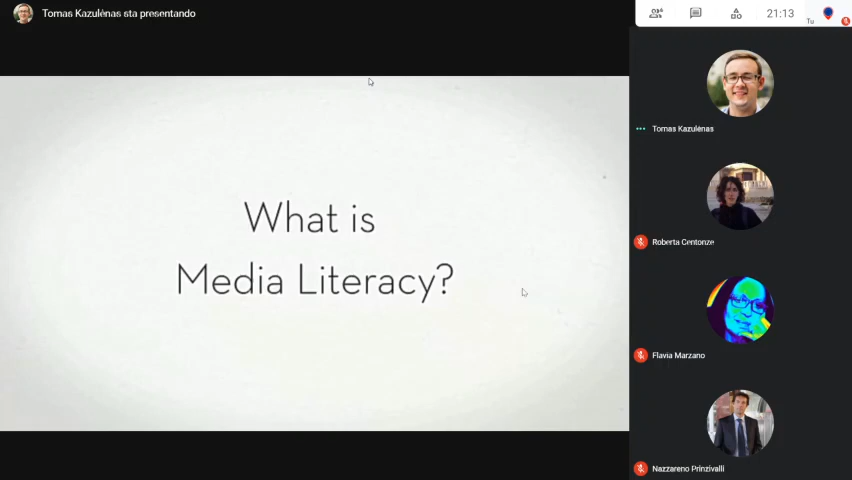 Tomas Kazulėnas sta presentando
21:13
Tu
What is
Media Literacy?
Tomas Kazulėnas
Roberta Centonze
Flavia Marzano
Nazzareno Prinzivalli